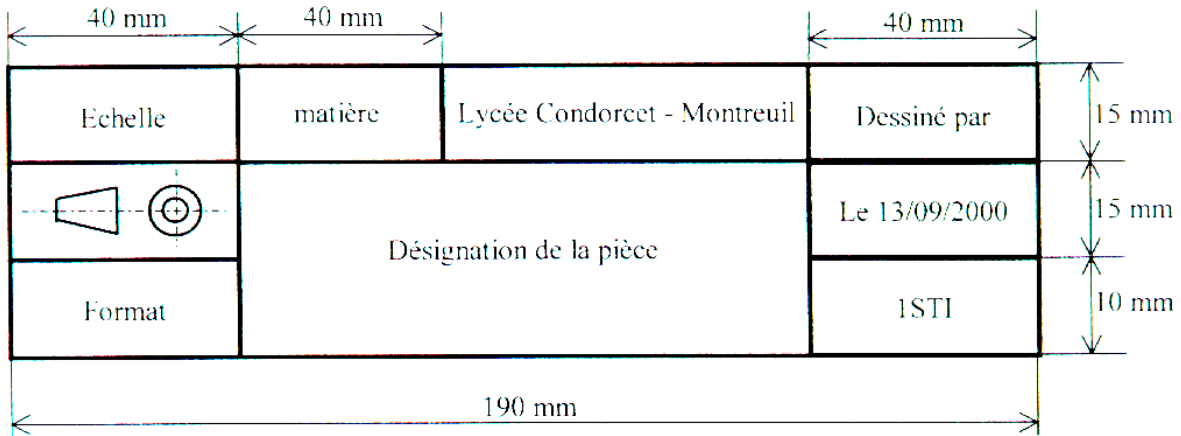 40 mm 40 mm 40 mm
Echelle matière Lycée Condorcet - Montreuil Dessiné par 15 mm
Le 13/09/2000 15 mm
Désignation de la pièce
Format 1STI 10 mm
190 mm